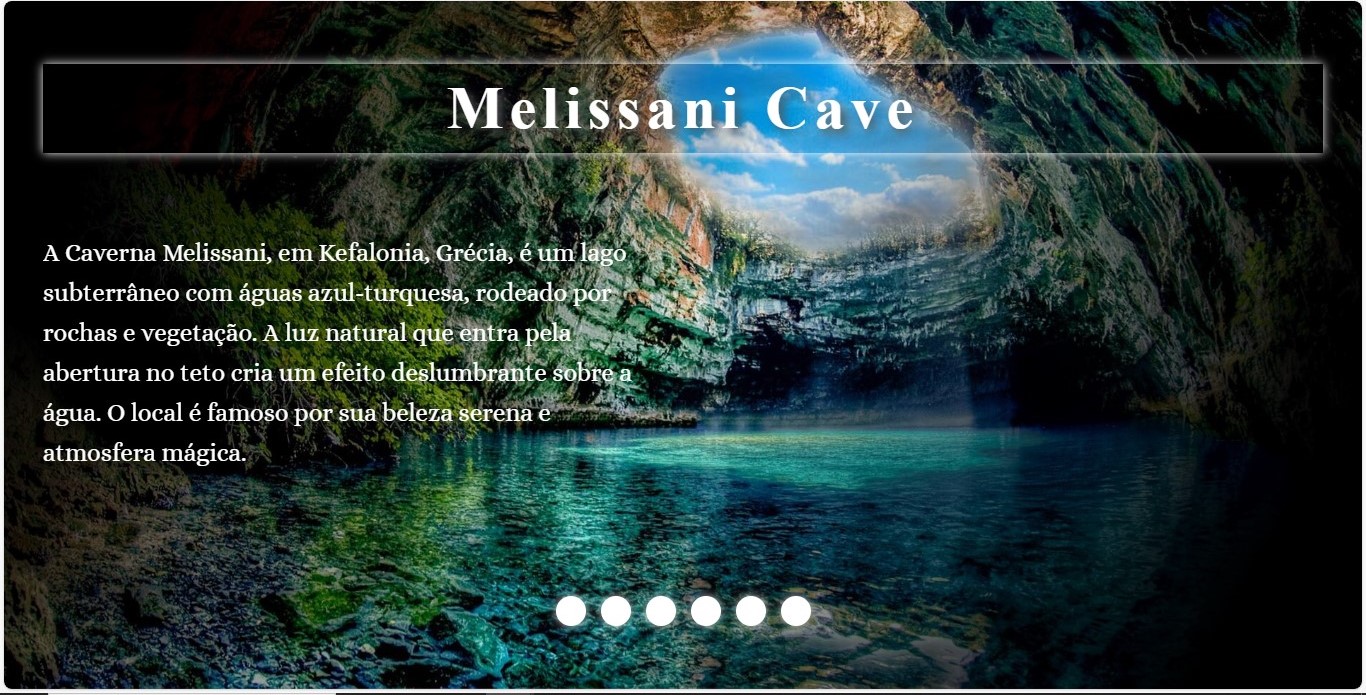 Melissani Cave
A Caverna Melissani, em Kefalonia, Grécia, é um lago
subterrâneo com águas azul-turquesa, rodeado por
rochas e vegetação. A luz natural que entra pela
abertura no teto cria um efeito deslumbrante sobre a
água. O local é famoso por sua beleza serena e
atmosfera mágica.